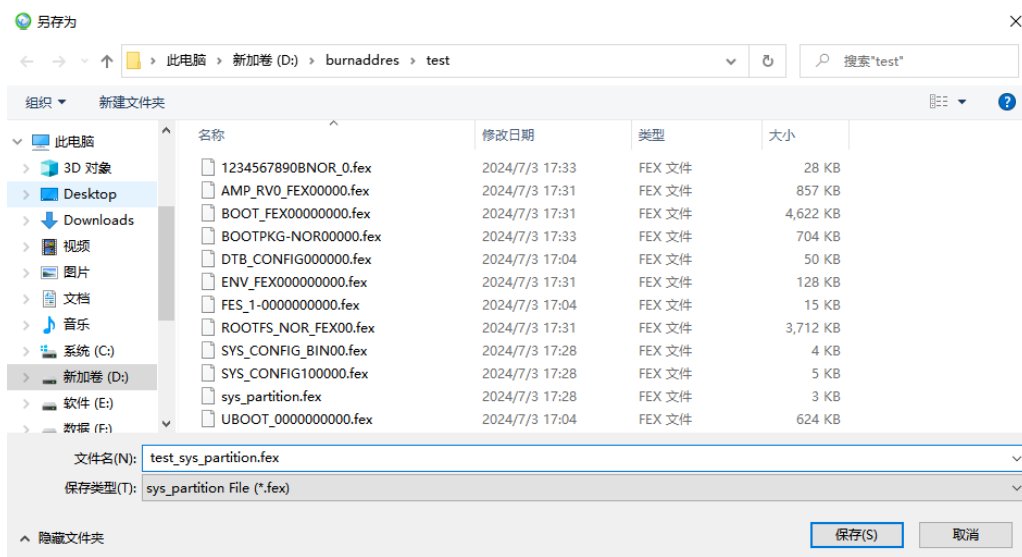 另存为
此电脑 › 新加卷 (D:) › burnaddres › test
搜索"test"
组织 新建文件夹
此电脑
3D 对象
Desktop
Downloads
视频
图片
文档
音乐
系统 (C:)
新加卷 (D:)
软件 (E:)
数据 (F:)
名称 修改日期 类型 大小
1234567890BNOR_0.fex 2024/7/3 17:33 FEX 文件 28 KB
AMP_RV0_FEX00000.fex 2024/7/3 17:31 FEX 文件 857 KB
BOOT_FEX00000000.fex 2024/7/3 17:31 FEX 文件 4,622 KB
BOOTPKG-NOR00000.fex 2024/7/3 17:33 FEX 文件 704 KB
DTB_CONFIG000000.fex 2024/7/3 17:04 FEX 文件 50 KB
ENV_FEX000000000.fex 2024/7/3 17:31 FEX 文件 128 KB
FES_1-0000000000.fex 2024/7/3 17:04 FEX 文件 15 KB
ROOTFS_NOR_FEX00.fex 2024/7/3 17:31 FEX 文件 3,712 KB
SYS_CONFIG_BIN00.fex 2024/7/3 17:28 FEX 文件 4 KB
SYS_CONFIG100000.fex 2024/7/3 17:28 FEX 文件 5 KB
sys_partition.fex 2024/7/3 17:28 FEX 文件 3 KB
UBOOT_0000000000.fex 2024/7/3 17:04 FEX 文件 624 KB
文件名(N): test_sys_partition.fex
保存类型(T): sys_partition File (*.fex)
隐藏文件夹
保存(S) 取消